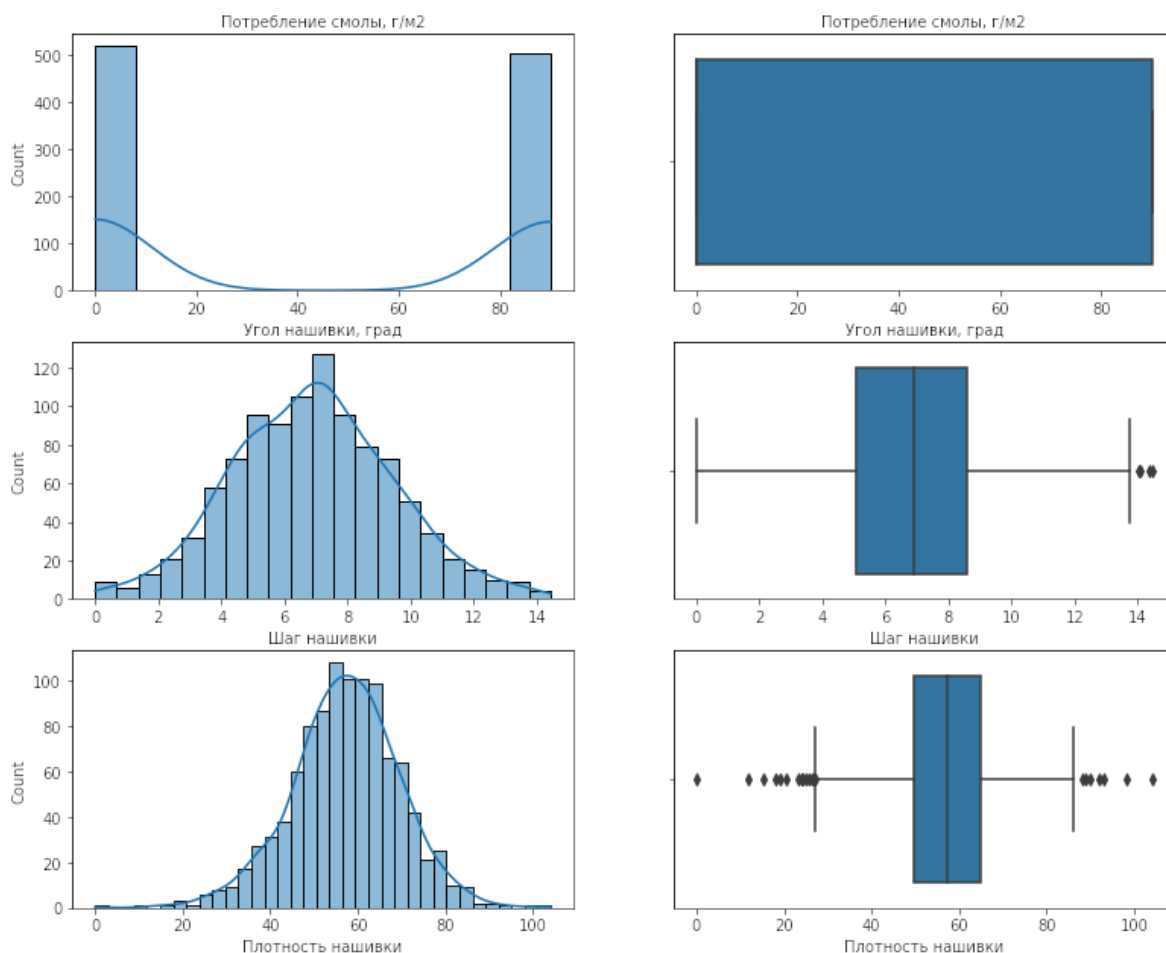 Потребление смолы, г/м2
Потребление смолы, г/м2
Count
500
400
300
200
100
0
0 20 40 60 80
0 20 40 60 80
Угол нашивки, град
Угол нашивки, град
Count
120
100
80
60
40
20
0
0 2 4 6 8 10 12 14
0 2 4 6 8 10 12 14
Шаг нашивки
Шаг нашивки
Count
100
80
60
40
20
0
0 20 40 60 80 100
0 20 40 60 80 100
Плотность нашивки
Плотность нашивки